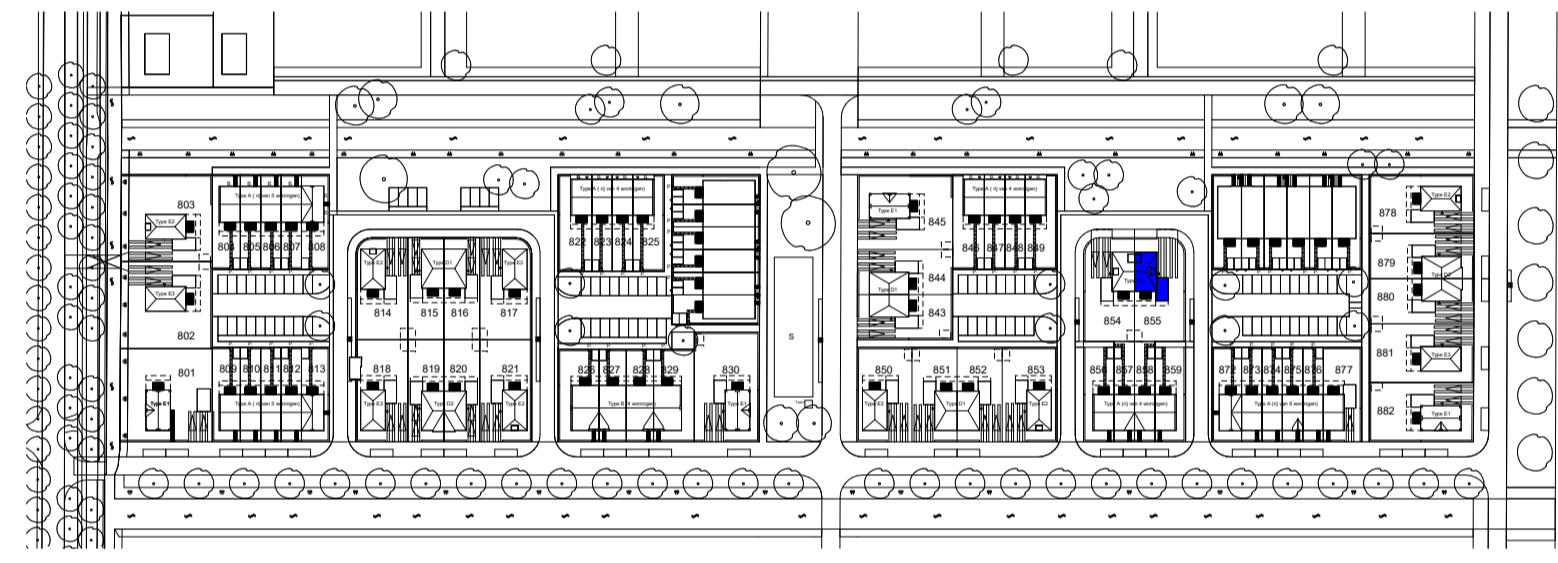 803
Type E2
Type A ( rij van 5 woningen)
804 805 806 807 808
Type E3
802
801
Type E1
809 810 811 812 813
Type A ( rij van 5 woningen)
Type E2
Type D1
Type E3
814 815 816 817
818 819 820 821
Type E3
Type D2
Type E2
Type A ( rij van 4 woningen)
822 823 824 825
826 827 828 829 830
Type E1
S
Type E1
845
844
Type D1
843
Type A ( rij van 4 woningen)
846 847 848 849
850 851 852 853
Type E3
Type D1
Type E2
854 855
856 857 858 859
Type A (rij van 4 woningen)
872 873 874 875 876 877
Type A (rij van 6 woningen)
878
Type E2
879
Type D2
880
881
Type E3
882
Type E1